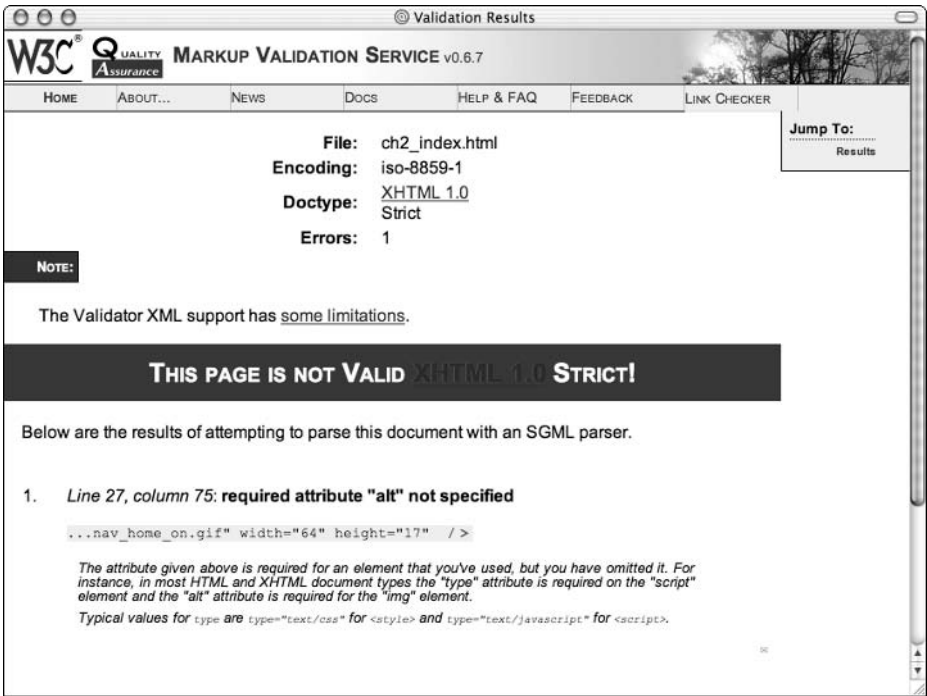 Validation Results
W3C® QUALITY Assurance MARKUP VALIDATION SERVICE v0.6.7
HOME ABOUT... NEWS DOCS HELP & FAQ FEEDBACK LINK CHECKER
Jump To:
Results
File: ch2_index.html
Encoding: iso-8859-1
Doctype: XHTML 1.0
Strict
Errors: 1
NOTE:
The Validator XML support has some limitations.
THIS PAGE IS NOT VALID XHTML 1.0 STRICT!
Below are the results of attempting to parse this document with an SGML parser.
1. Line 27, column 75: required attribute "alt" not specified
...nav_home_on.gif" width="64" height="17" />
The attribute given above is required for an element that you've used, but you have omitted it. For
instance, in most HTML and XHTML document types the "type" attribute is required on the "script"
element and the "alt" attribute is required for the "img" element.
Typical values for type are type="text/css" for <style> and type="text/javascript" for <script>.